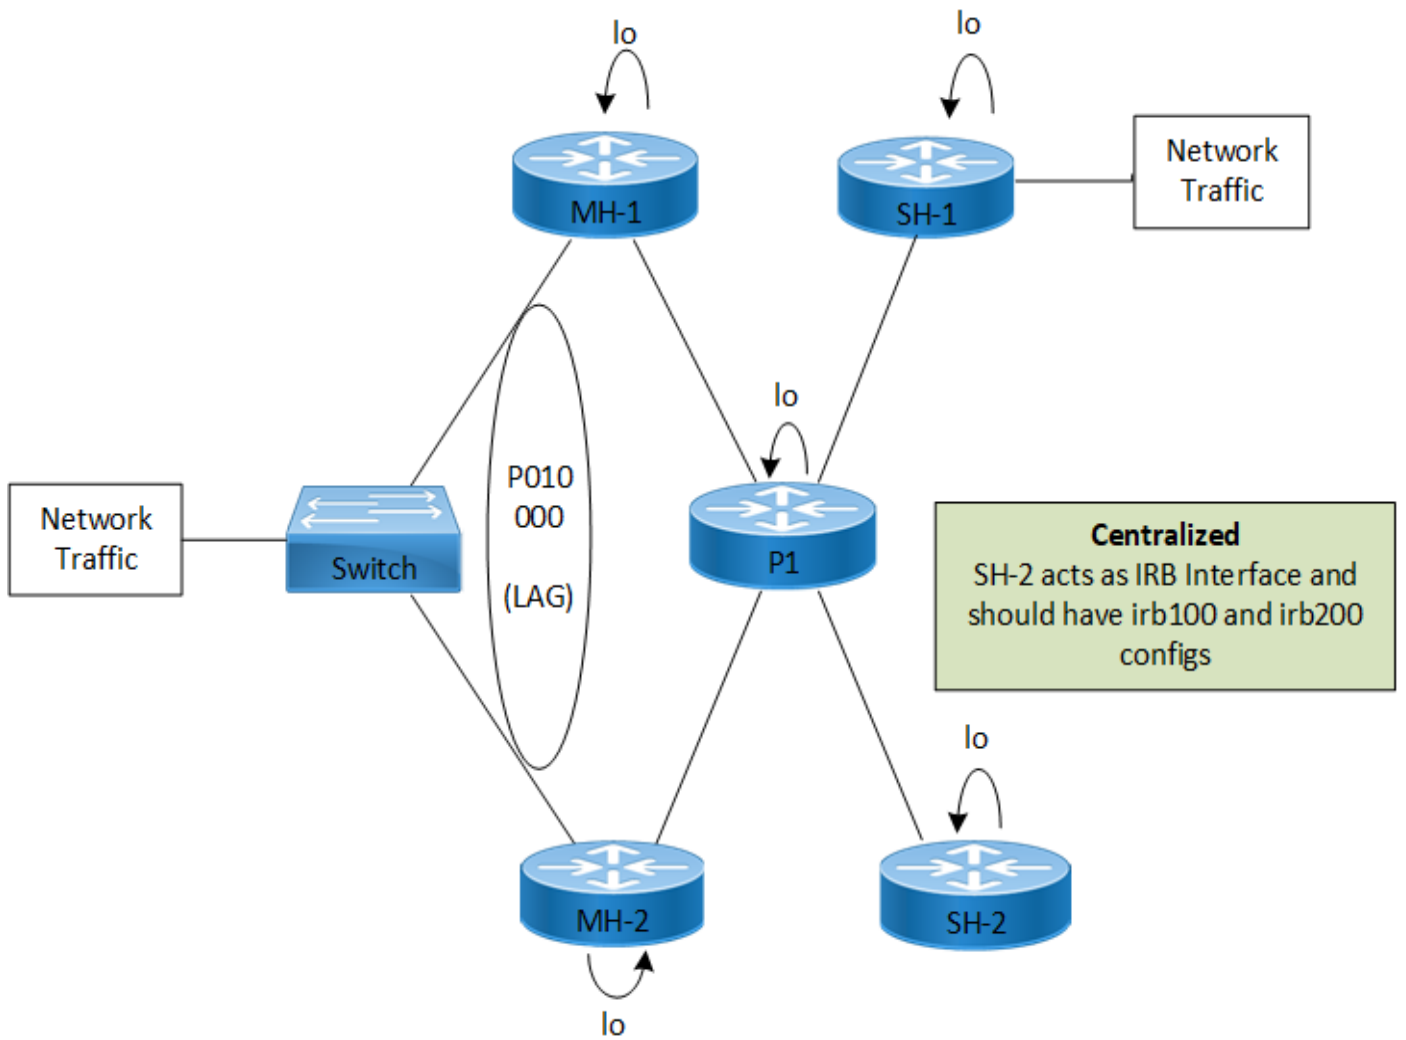 lo
lo
MH-1
SH-1
Network
Traffic
lo
P010
000
(LAG)
Network
Traffic
Switch
P1
Centralized
SH-2 acts as IRB Interface and
should have irb100 and irb200
configs
lo
MH-2
SH-2
lo